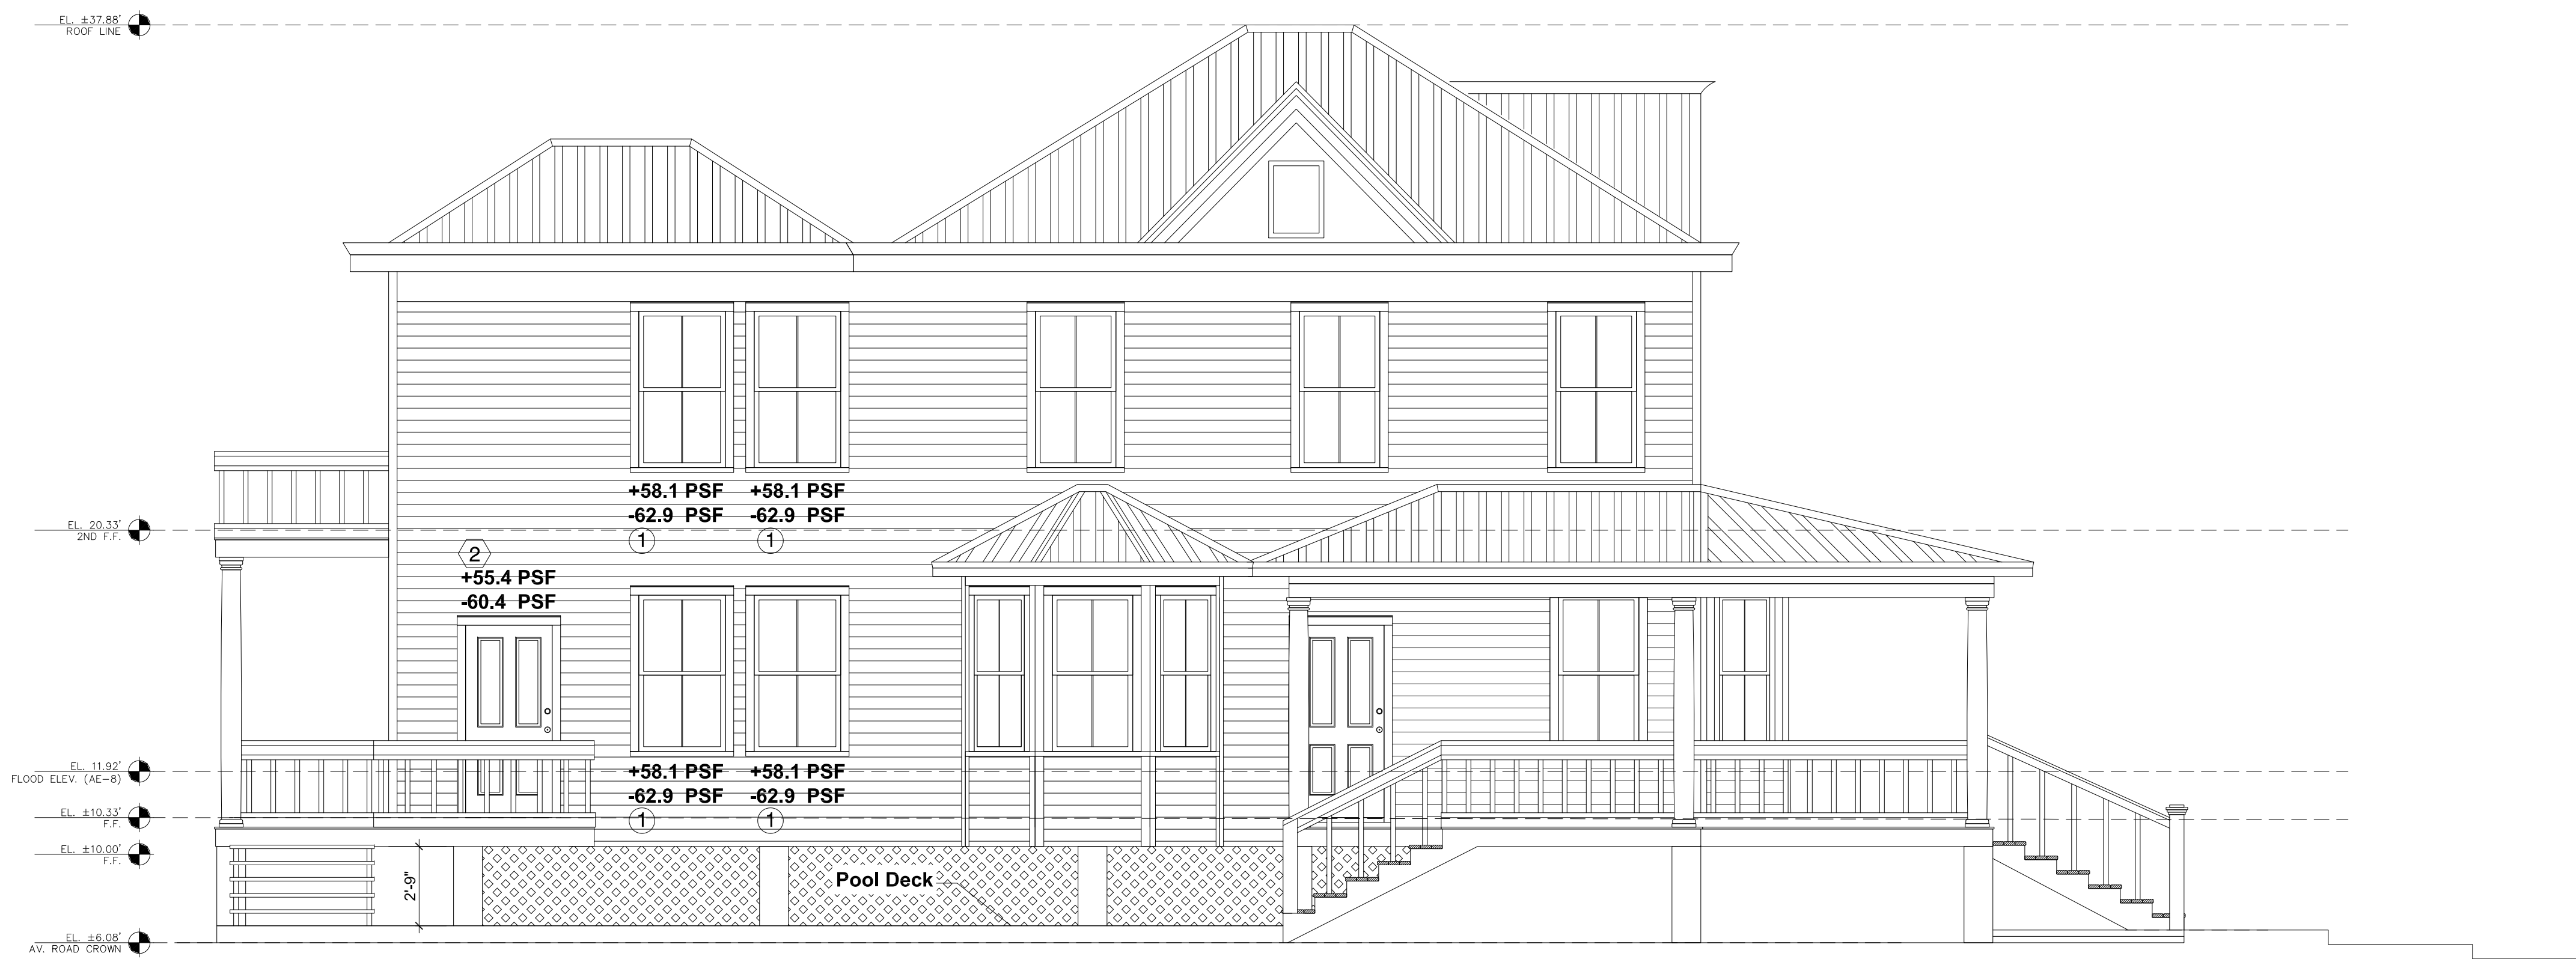 EL. ±37.88'
ROOF LINE
+58.1 PSF +58.1 PSF
-62.9 PSF -62.9 PSF
1 1
EL. 20.33'
2ND F.F.
2
+55.4 PSF
-60.4 PSF
EL. 11.92'
FLOOD ELEV. (AE-8)
+58.1 PSF +58.1 PSF
-62.9 PSF -62.9 PSF
1 1
EL. ±10.33'
F.F.
EL. ±10.00'
F.F.
2'-9"
Pool Deck
EL. ±6.08'
AV. ROAD CROWN